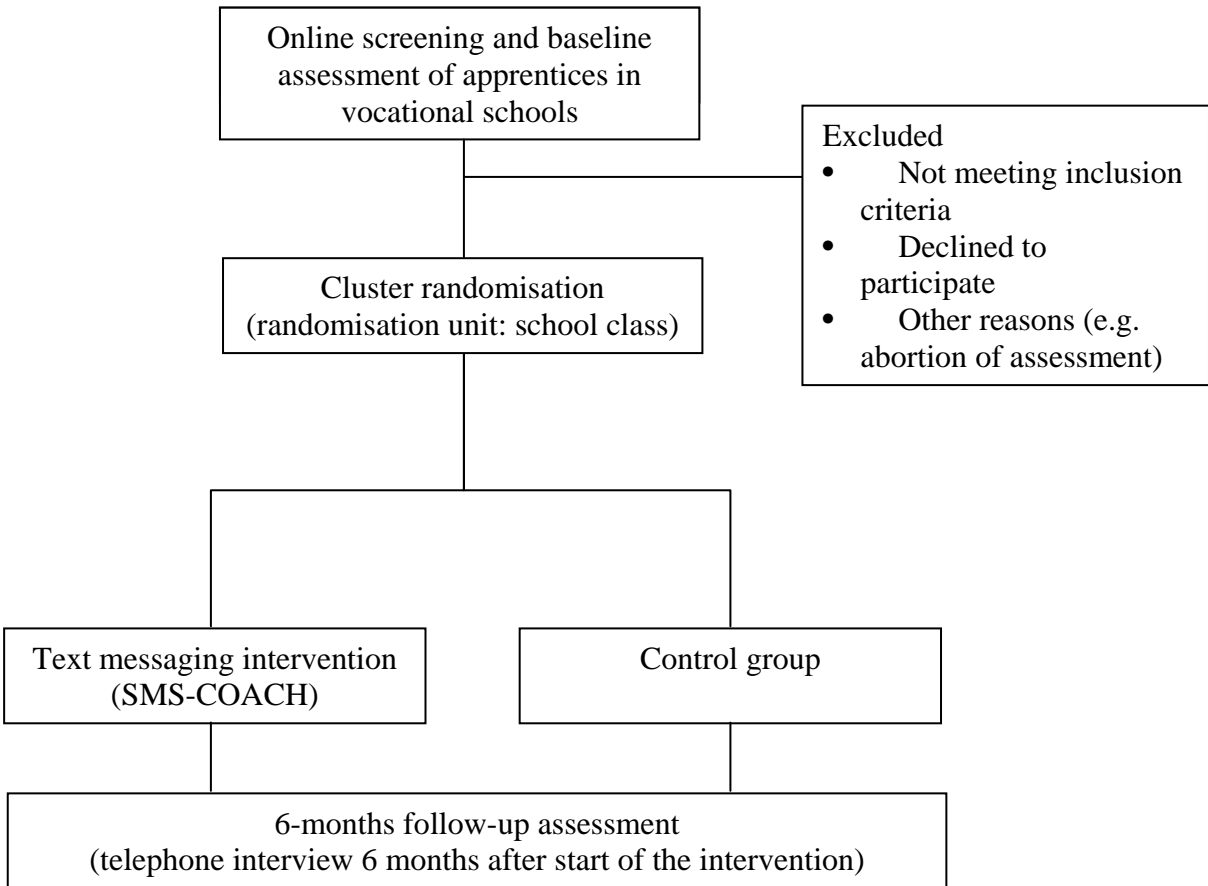 Online screening and baseline
assessment of apprentices in
vocational schools
Excluded
• Not meeting inclusion
criteria
• Declined to
participate
• Other reasons (e.g.
abortion of assessment)
Cluster randomisation
(randomisation unit: school class)
Text messaging intervention
(SMS-COACH)
Control group
6-months follow-up assessment
(telephone interview 6 months after start of the intervention)